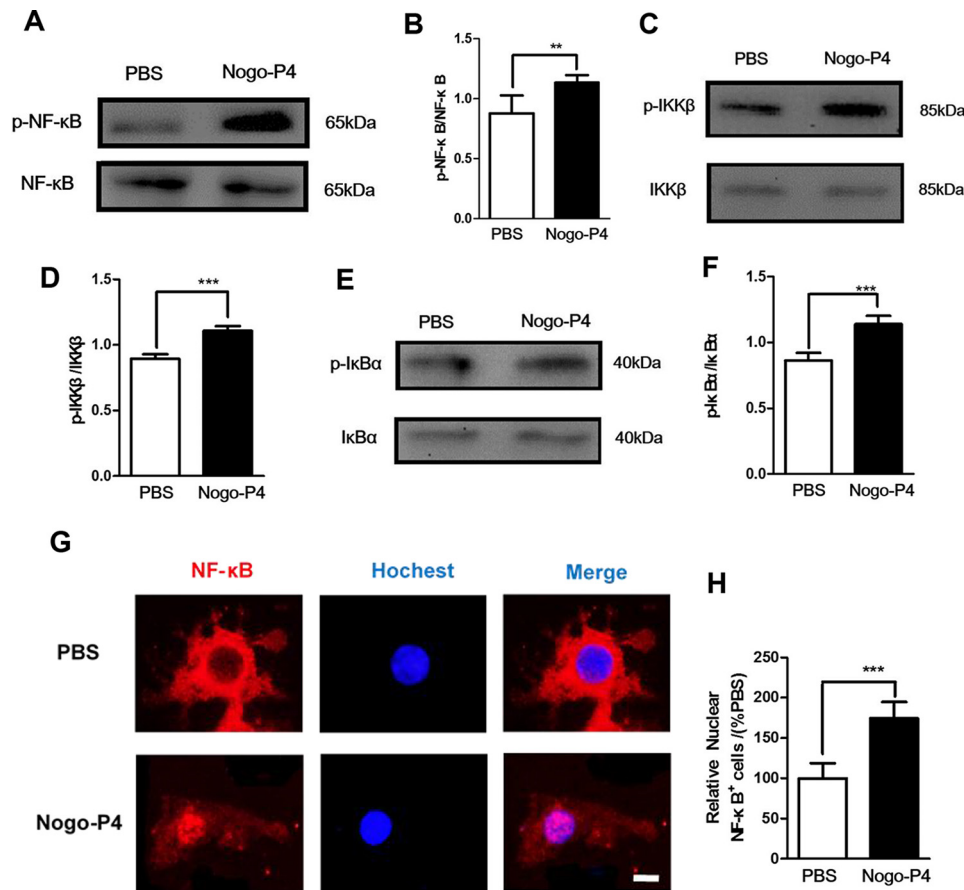 A
PBS Nogo-P4
p-NF-κB 65kDa
NF-κB 65kDa
B
**
p-NF-κ B/NF-κ B
1.5
1.0
0.5
0.0
PBS Nogo-P4
C
PBS Nogo-P4
p-IKKβ 85kDa
IKKβ 85kDa
D
***
p-IKKβ /IKKβ
1.5
1.0
0.5
0.0
PBS Nogo-P4
E
PBS Nogo-P4
p-IκBα 40kDa
IκBα 40kDa
F
***
p-Iκ Bα /Iκ Bα
1.5
1.0
0.5
0.0
PBS Nogo-P4
G
NF-κB Hochest Merge
PBS
Nogo-P4
H
***
Relative Nuclear
NF-κ B+ cells /(%PBS)
250
200
150
100
50
0
PBS Nogo-P4